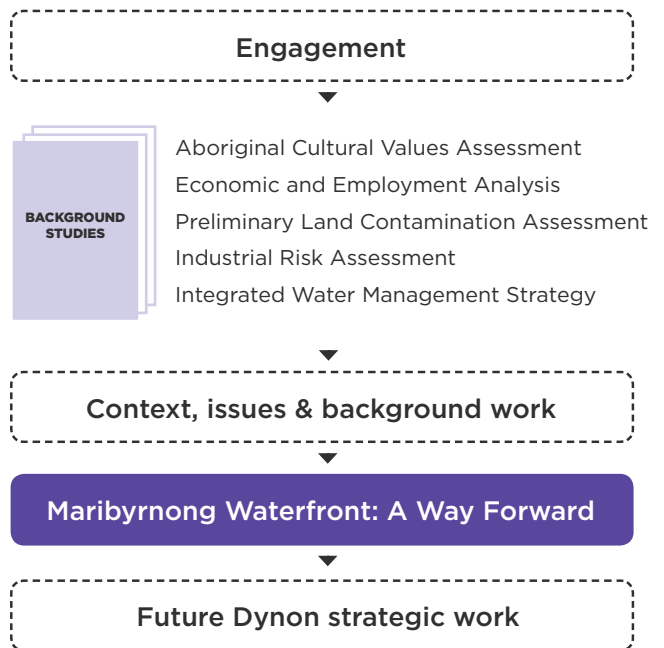 Engagement
BACKGROUND
STUDIES
Aboriginal Cultural Values Assessment
Economic and Employment Analysis
Preliminary Land Contamination Assessment
Industrial Risk Assessment
Integrated Water Management Strategy
Context, issues & background work
Maribyrnong Waterfront: A Way Forward
Future Dynon strategic work